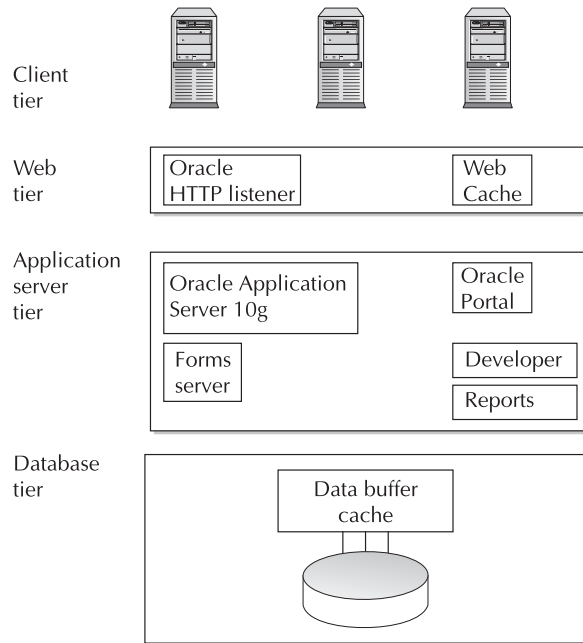 Client
tier
Web
tier
Oracle
HTTP listener
Web
Cache
Application
server
tier
Oracle Application
Server 10g
Oracle
Portal
Forms
server
Developer
Reports
Database
tier
Data buffer
cache